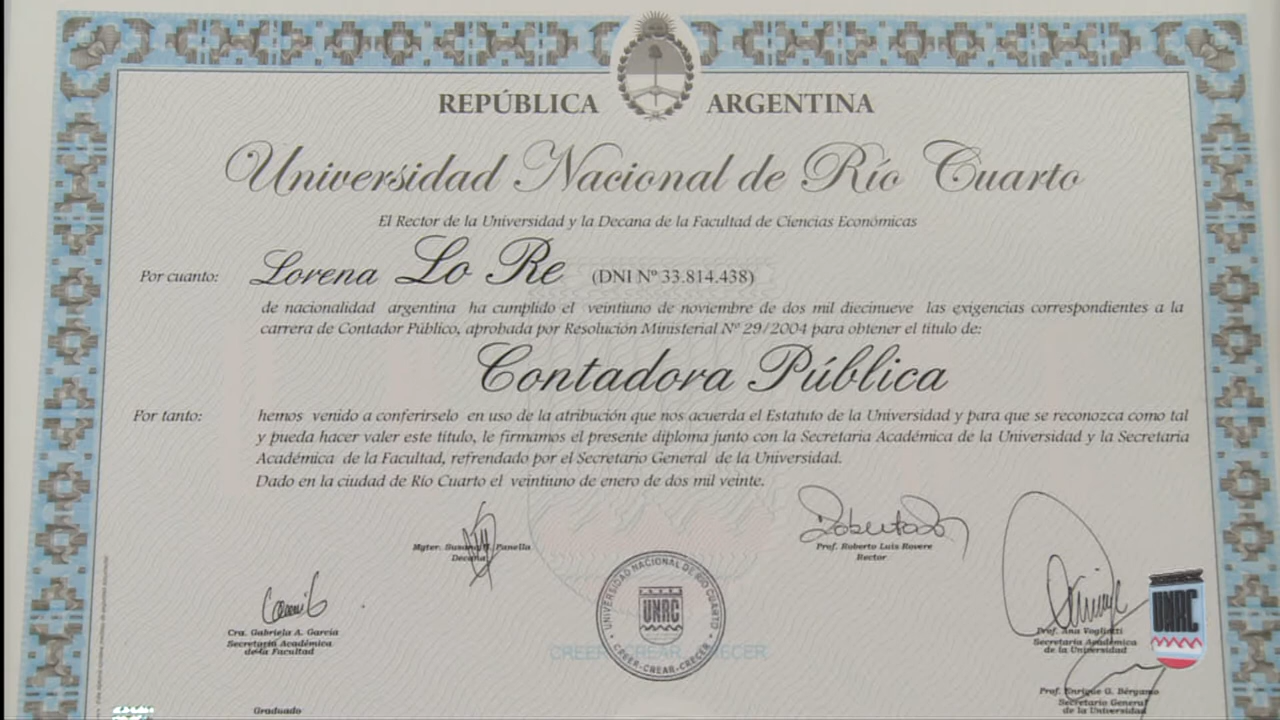 REPÚBLICA ARGENTINA
Universidad Nacional de Río Cuarto
El Rector de la Universidad y la Decana de la Facultad de Ciencias Económicas
Por cuanto: Lorena Lo Re (DNI Nº 33.814.438)
de nacionalidad argentina ha cumplido el veintiuno de noviembre de dos mil diecinueve las exigencias correspondientes a la
carrera de Contador Público, aprobada por Resolución Ministerial Nº 29/2004 para obtener el título de:
Contadora Pública
Por tanto: hemos venido a conferírselo en uso de la atribución que nos acuerda el Estatuto de la Universidad y para que se reconozca como tal
y pueda hacer valer este título, le firmamos el presente diploma junto con la Secretaria Académica de la Universidad y la Secretaria
Académica de la Facultad, refrendado por el Secretario General de la Universidad.
Dado en la ciudad de Río Cuarto el veintiuno de enero de dos mil veinte.
Mgter. Susana Panella
Decana
Prof. Roberto Luis Rovere
Rector
Cra. Gabriela A. García
Secretaria Académica
de la Facultad
UNIVERSIDAD NACIONAL DE RÍO CUARTO
UNRC
CREER-CREAR-CRECER
CREER CREAR CRECER
Prof. Ana Vogliotti
Secretaria Académica
de la Universidad
UNRC
Prof. Enrique G. Bérgamo
Secretario General
de la Universidad
Graduado